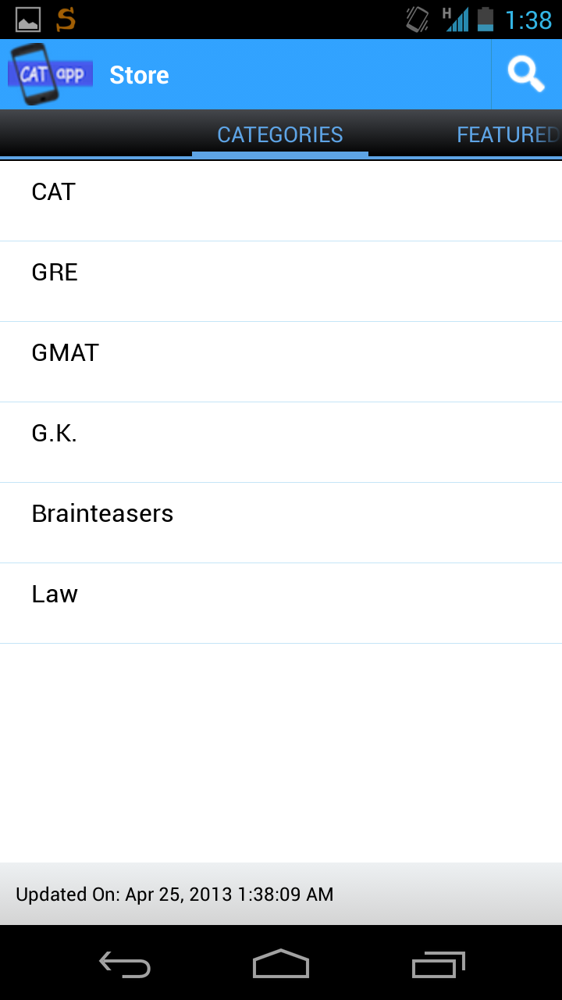 H 1:38
CAT app Store
CATEGORIES FEATURED
CAT
GRE
GMAT
G.K.
Brainteasers
Law
Updated On: Apr 25, 2013 1:38:09 AM